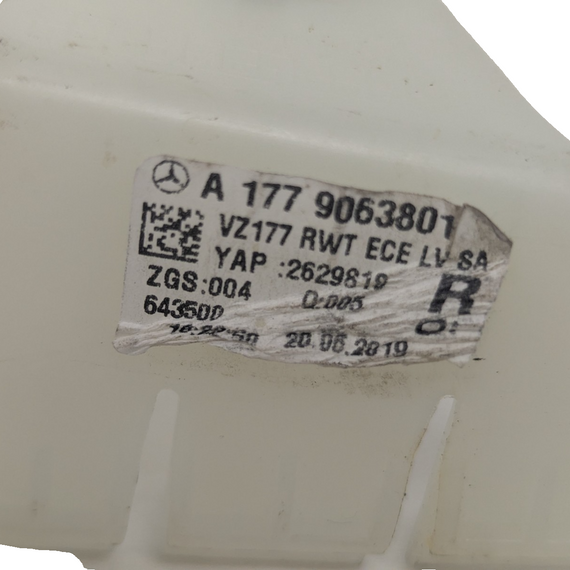 A 177 9063801
VZ177 RWT ECE LV SA
YAP :2629819
ZGS:004 Q:005
R
643500
20.06.2019